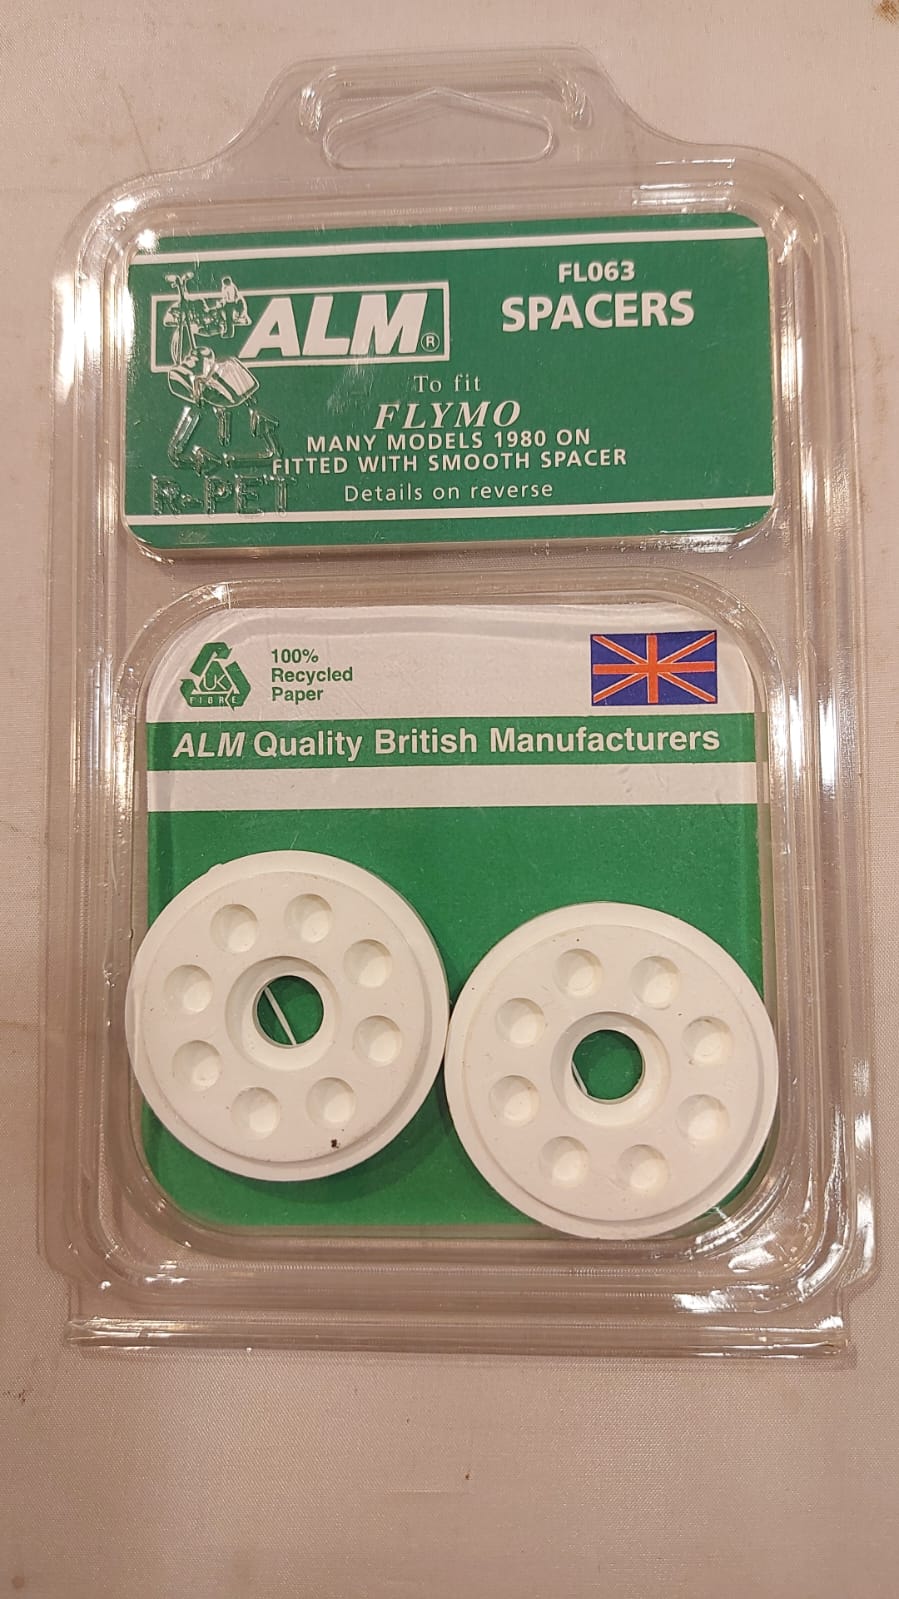 FL063
SPACERS
ALM®
To fit
FLYMO
MANY MODELS 1980 ON
FITTED WITH SMOOTH SPACER
Details on reverse
R-PET
100%
Recycled
Paper
UK
FIBRE
ALM Quality British Manufacturers